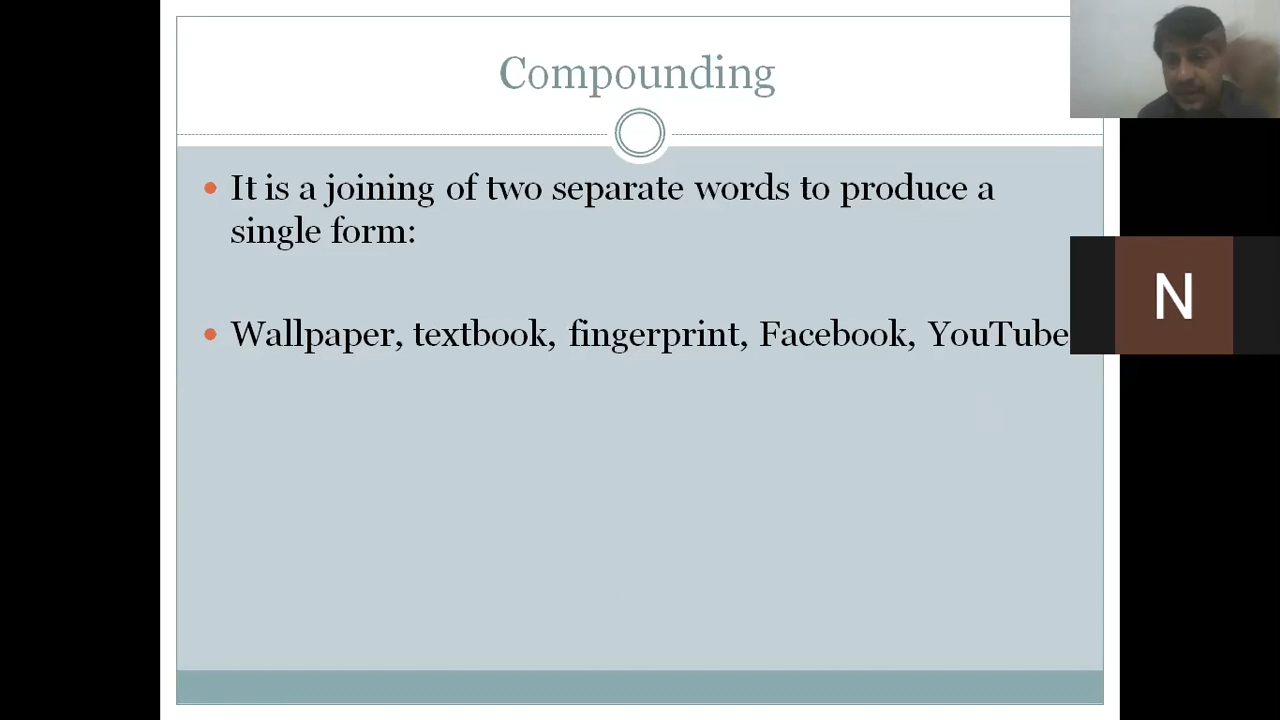 Compounding
It is a joining of two separate words to produce a
single form:
Wallpaper, textbook, fingerprint, Facebook, YouTube
N